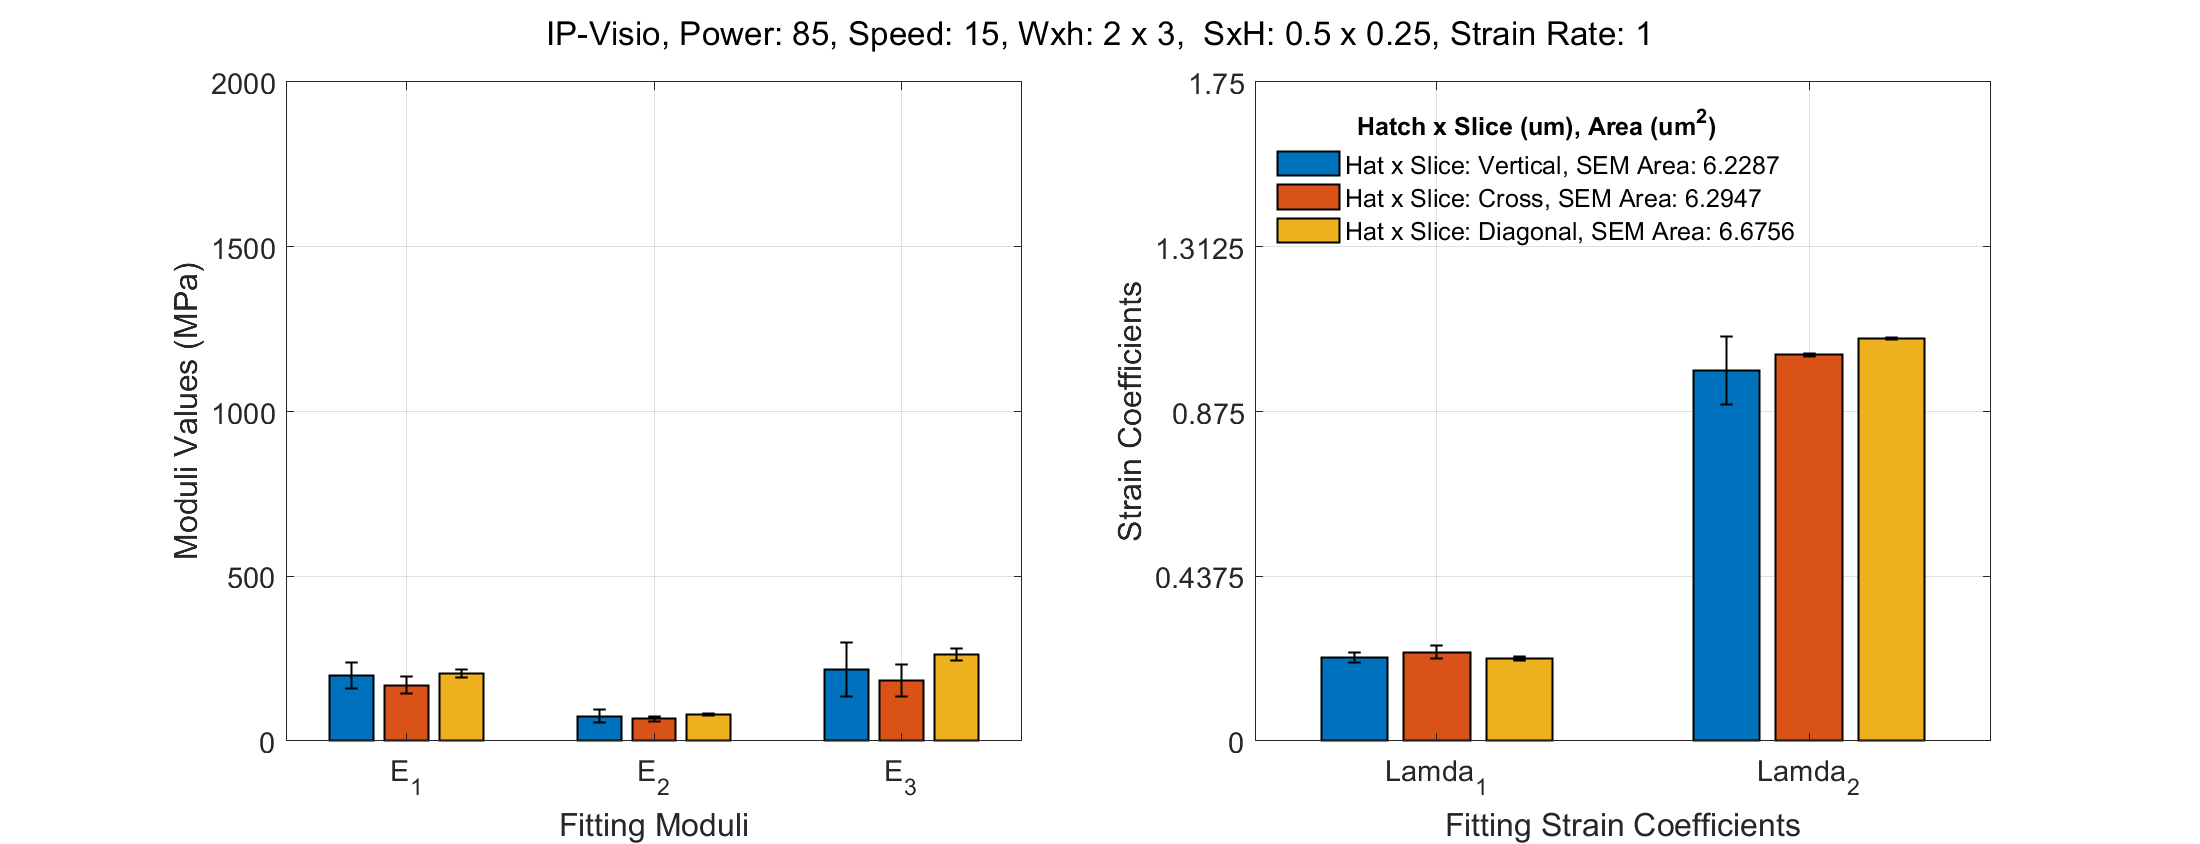 IP-Visio, Power: 85, Speed: 15, Wxh: 2 x 3,  SxH: 0.5 x 0.25, Strain Rate: 1
2000
1500
1000
500
0
Moduli Values (MPa)
E1
E2
E3
Fitting Moduli
1.75
1.3125
0.875
0.4375
0
Strain Coefficients
Hatch x Slice (um), Area (um2)
Hat x Slice: Vertical, SEM Area: 6.2287
Hat x Slice: Cross, SEM Area: 6.2947
Hat x Slice: Diagonal, SEM Area: 6.6756
Lamda1
Lamda2
Fitting Strain Coefficients